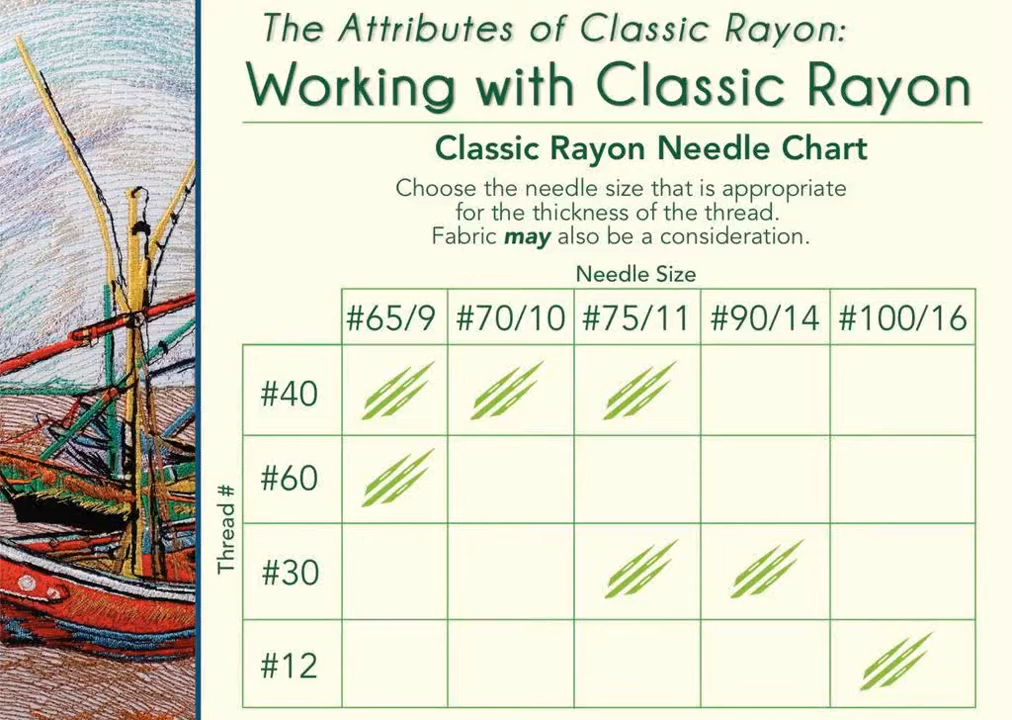 The Attributes of Classic Rayon:
Working with Classic Rayon
Classic Rayon Needle Chart
Choose the needle size that is appropriate
for the thickness of the thread.
Fabric may also be a consideration.
Needle Size
#65/9 #70/10 #75/11 #90/14 #100/16
Thread #
#40
#60
#30
#12